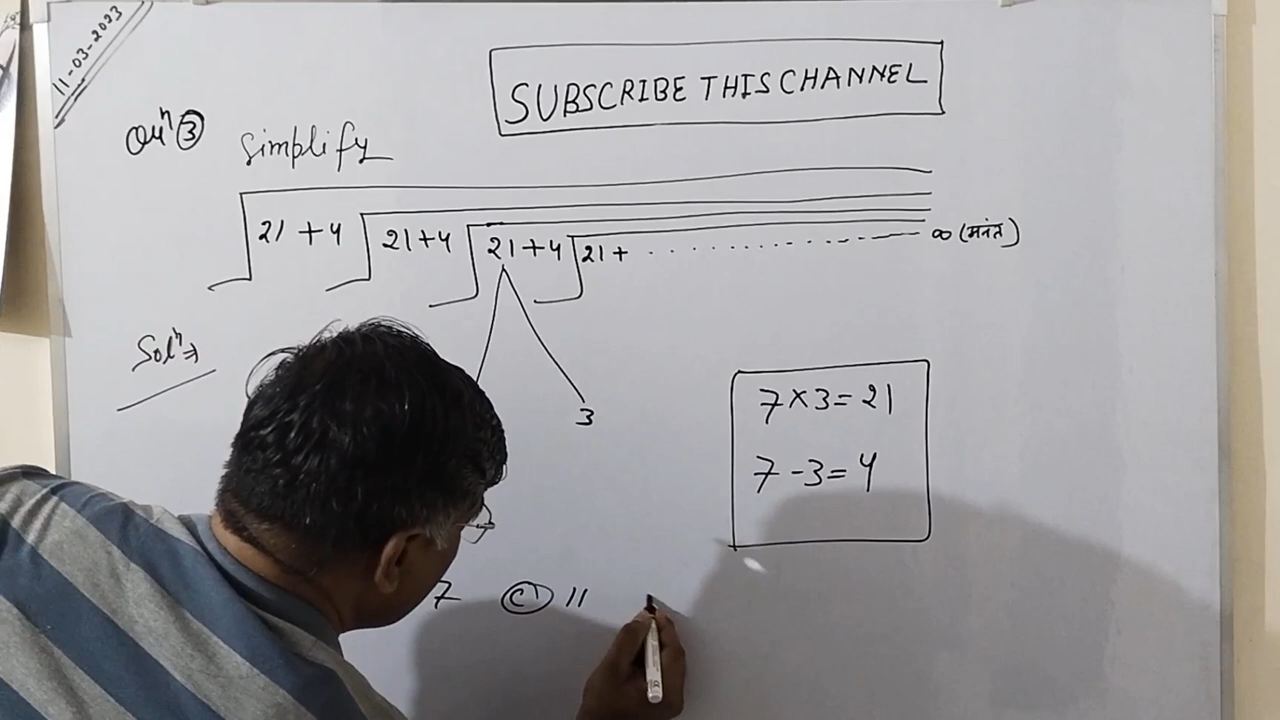 11-03-2023
SUBSCRIBE THIS CHANNEL
Quⁿ ③ Simplify
√21+4 √21+4 √21+4 √21+ .............. ∞ (अनंत)
Solⁿ ⇒
3
7×3=21
7-3=4
7 (c) 11